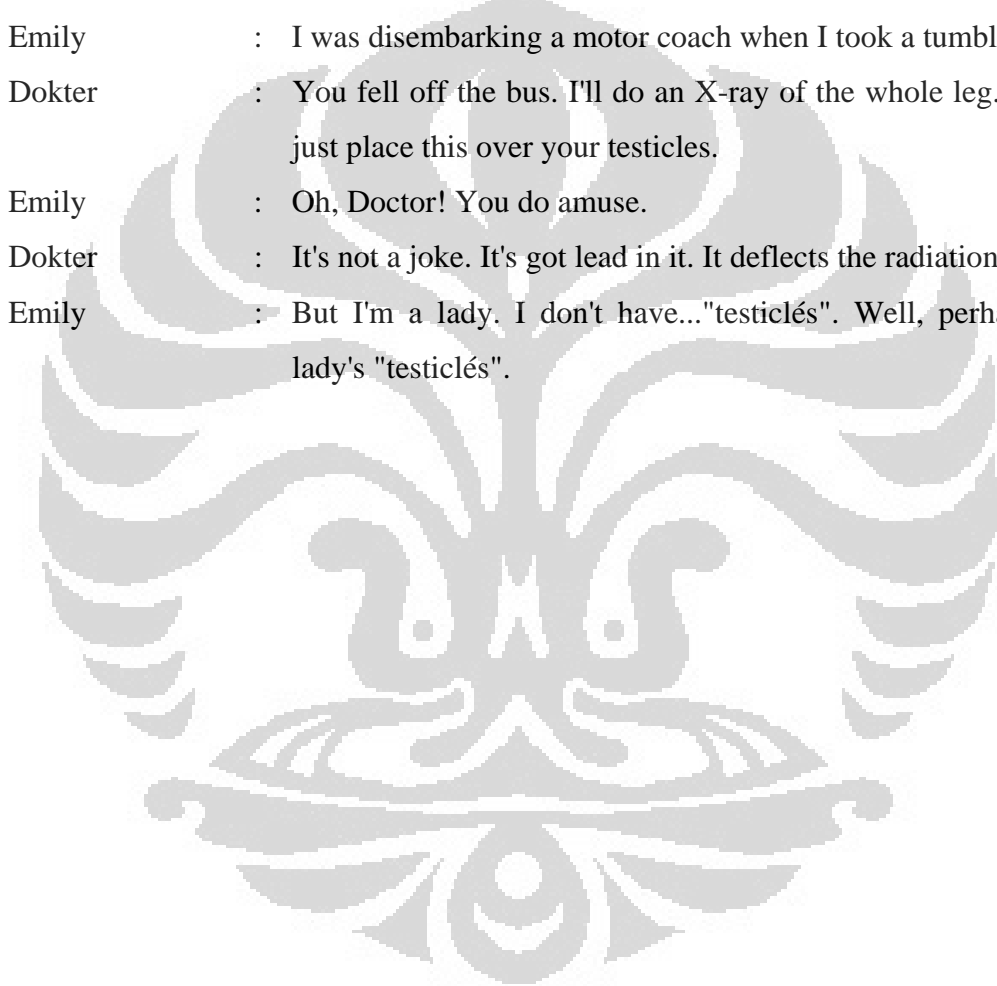 Emily : I was disembarking a motor coach when I took a
Dokter : You fell off the bus. I'll do an X-ray of the whole leg.
just place this over your testicles.
Emily : Oh, Doctor! You do amuse.
Dokter : It's not a joke. It's got lead in it. It deflects the radiation
Emily : But I'm a lady. I don't have..."testiclés". Well,
lady's "testiclés".